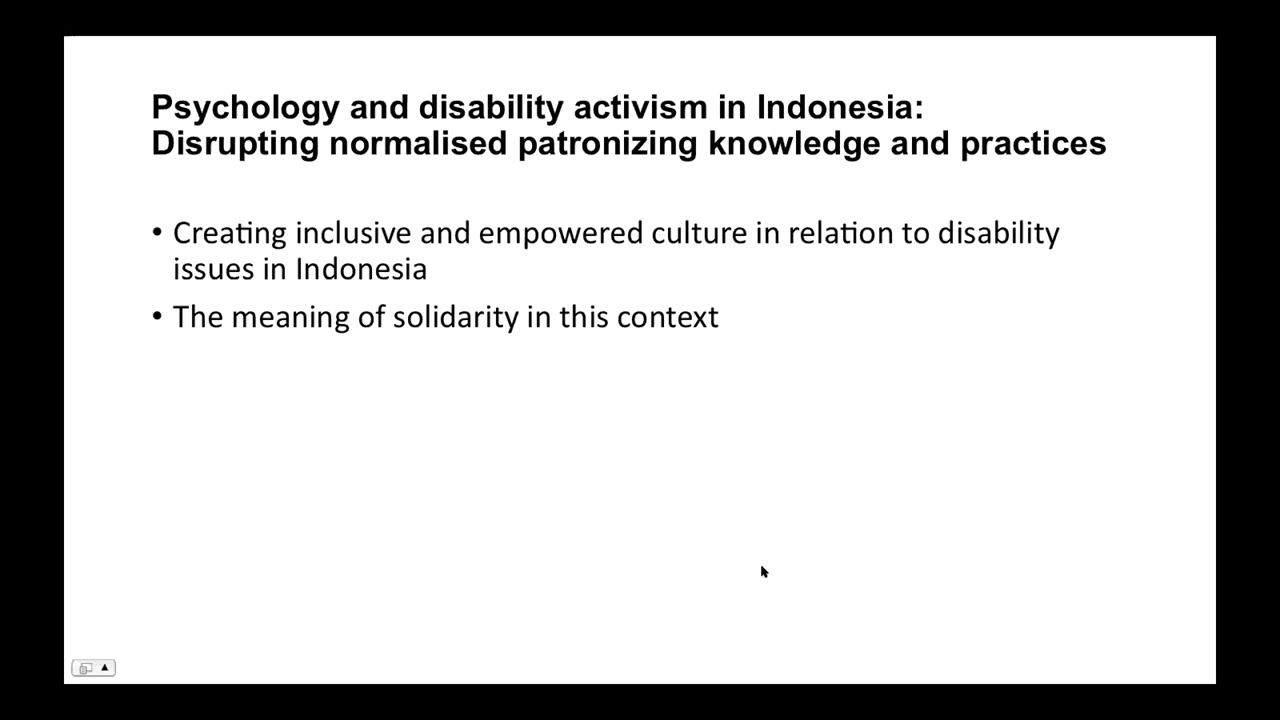 Psychology and disability activism in Indonesia:
Disrupting normalised patronizing knowledge and practices
• Creating inclusive and empowered culture in relation to disability
issues in Indonesia
• The meaning of solidarity in this context